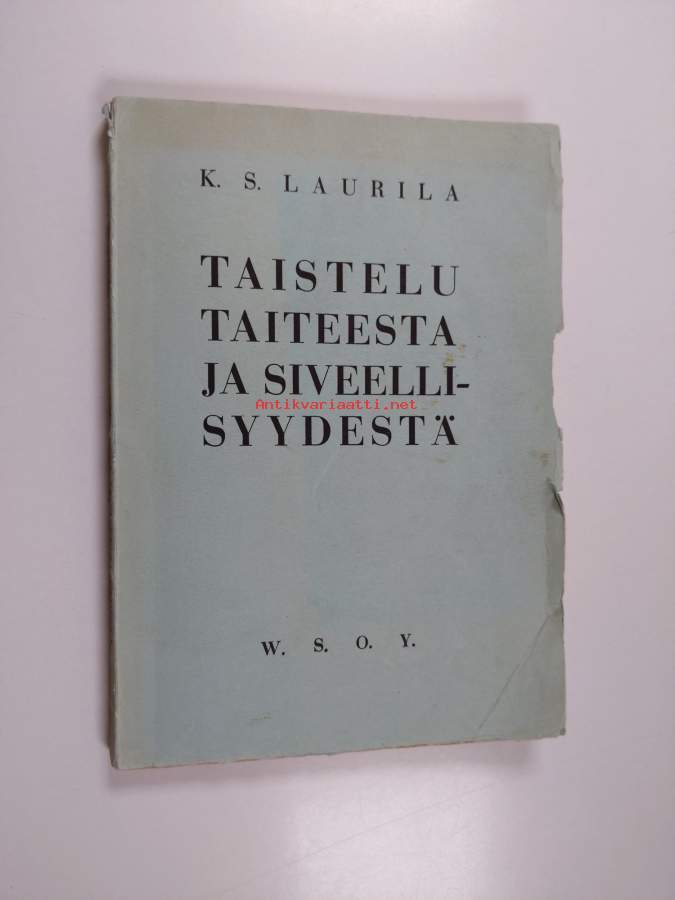 K. S. LAURILA
TAISTELU
TAITEESTA
JA SIVEELLI-
Antikvariaatti.net
SYYDESTÄ
W. S. O. Y.